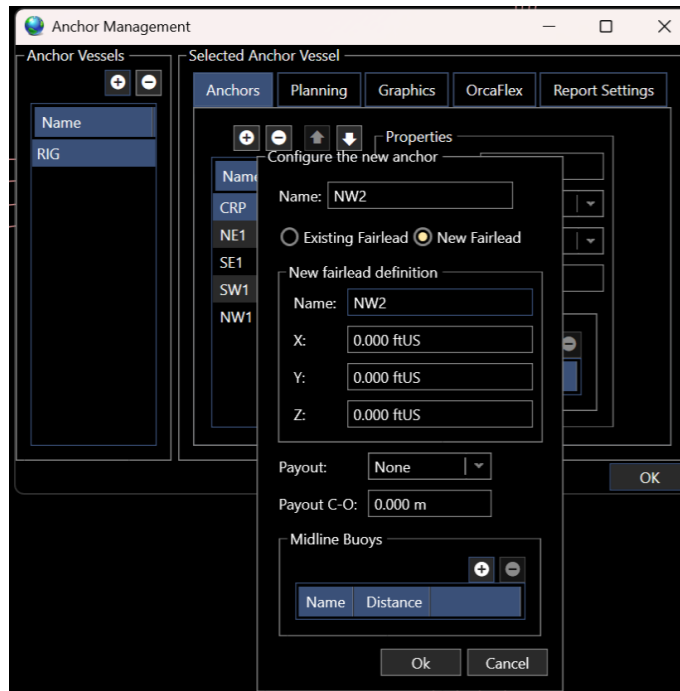 Anchor Management
Anchor Vessels
Selected Anchor Vessel
Name
RIG
Anchors Planning Graphics OrcaFlex Report Settings
Properties
Name
CRP
NE1
SE1
SW1
NW1
Configure the new anchor
Name: NW2
Existing Fairlead New Fairlead
New fairlead definition
Name: NW2
X: 0.000 ftUS
Y: 0.000 ftUS
Z: 0.000 ftUS
Payout: None
Payout C-O: 0.000 m
Midline Buoys
Name Distance
Ok Cancel
OK